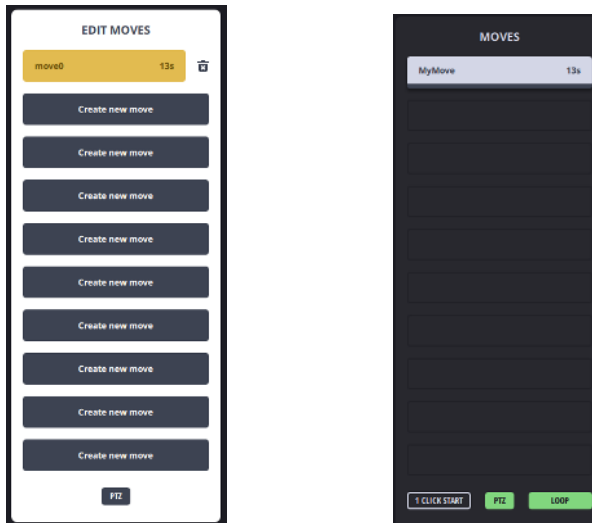 EDIT MOVES
move0 13s
Create new move
Create new move
Create new move
Create new move
Create new move
Create new move
Create new move
Create new move
Create new move
PTZ
MOVES
MyMove 13s
1 CLICK START PTZ LOOP